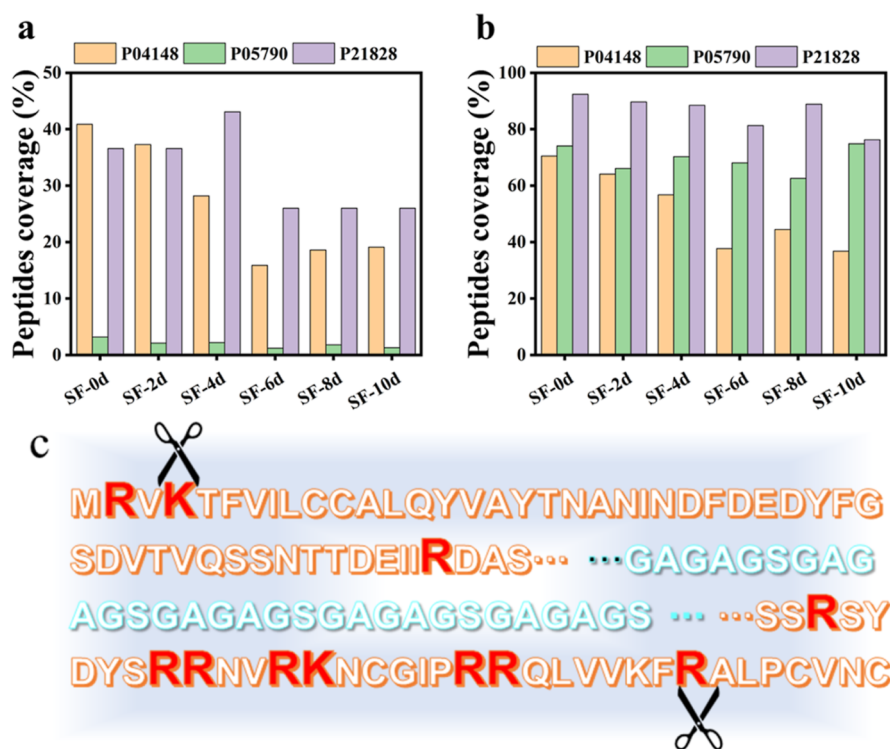 a
P04148 P05790 P21828
Peptides coverage (%)
50
40
30
20
10
0
SF-0d SF-2d SF-4d SF-6d SF-8d SF-10d
b
P04148 P05790 P21828
Peptides coverage (%)
100
80
60
40
20
0
SF-0d SF-2d SF-4d SF-6d SF-8d SF-10d
c
MRVKTFVILCCALQYVAYTNANINDFDEDYFG
SDVTVQSSNTTDEIIRDAS··· ···GAGAGSGAG
AGSGAGAGSGAGAGSGAGAGS ··· ···SSRSY
DYSRRNVRKNCGIPRRQLVVKFRALPCVNC